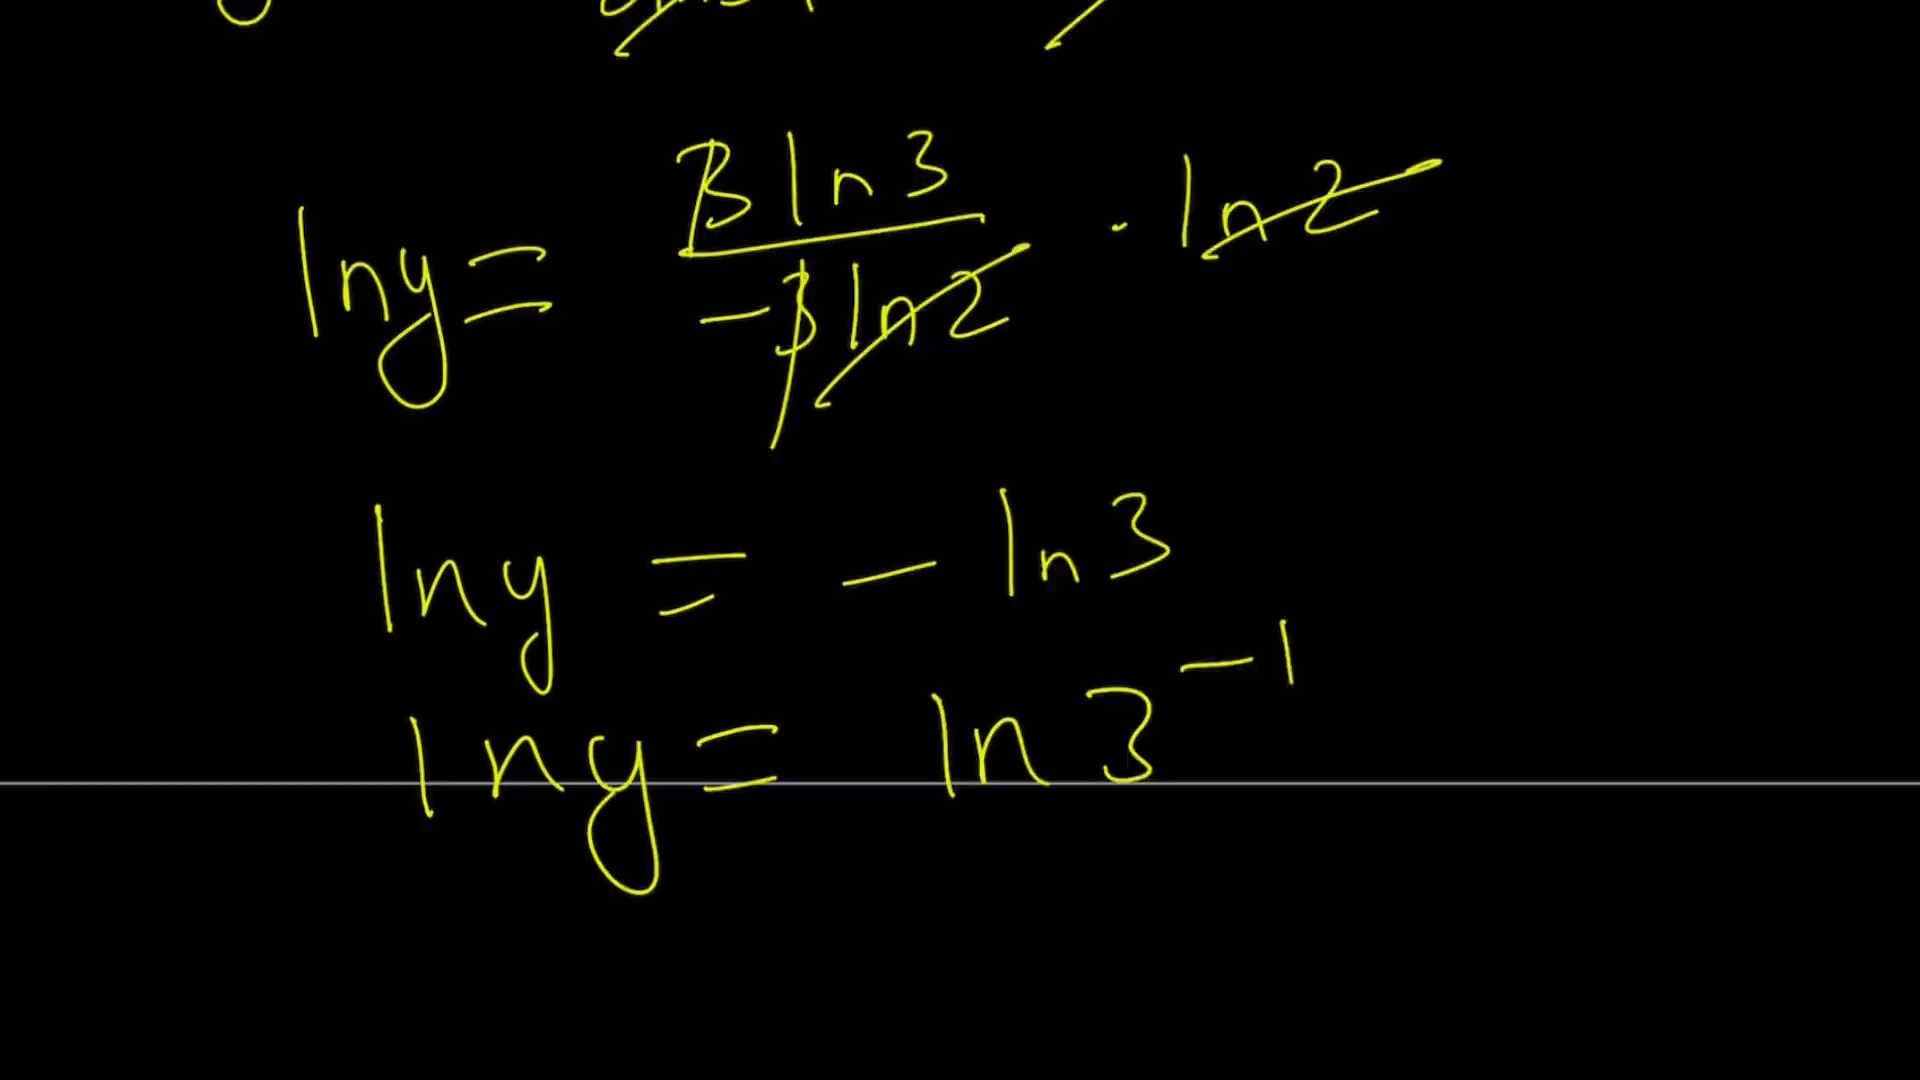 ln y = 3 ln 3 / -3 ln 2 · ln 2
ln y = - ln 3
ln y = ln 3^-1